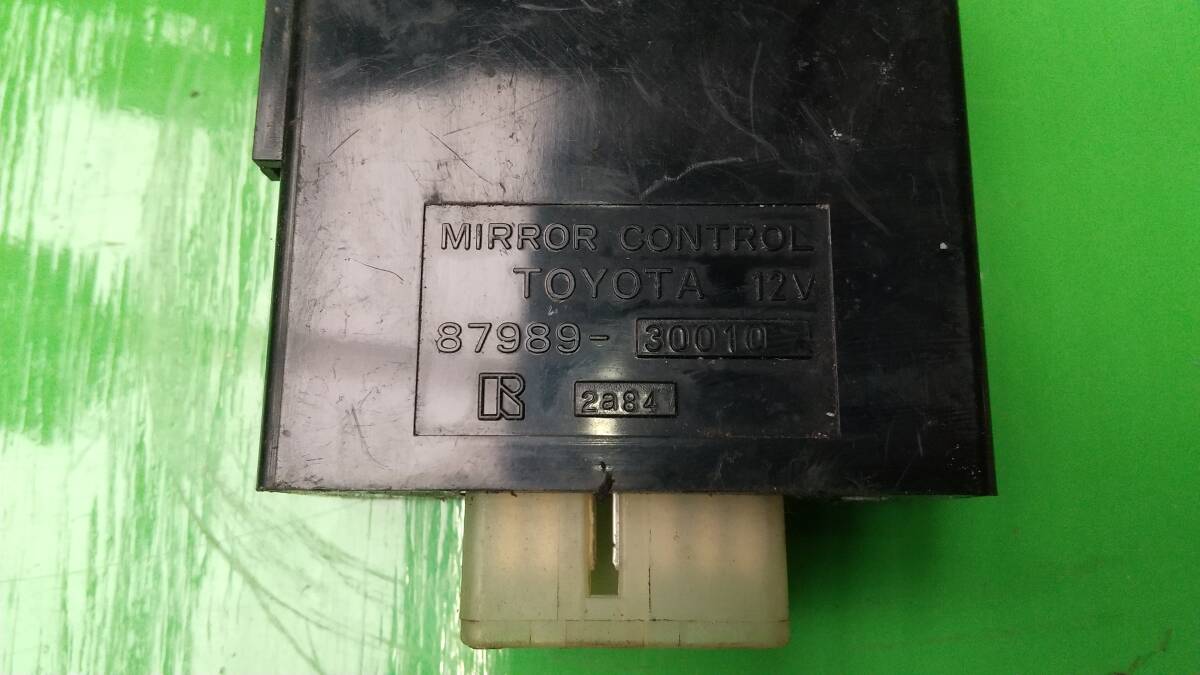 MIRROR CONTROL
TOYOTA 12V
87989-30010
R 2a84